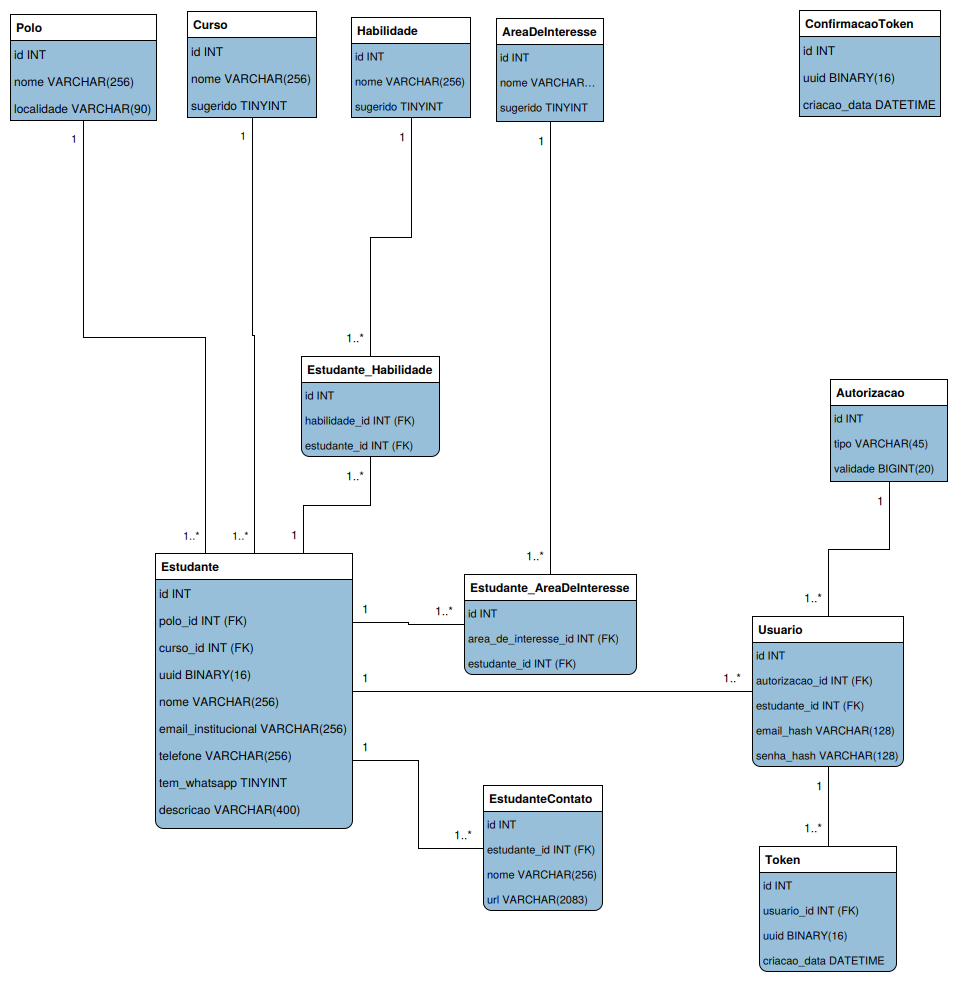 Polo
id INT
nome VARCHAR(256)
localidade VARCHAR(90)
1
Curso
id INT
nome VARCHAR(256)
sugerido TINYINT
1
Habilidade
id INT
nome VARCHAR(256)
sugerido TINYINT
1
AreaDeInteresse
id INT
nome VARCHAR...
sugerido TINYINT
1
ConfirmacaoToken
id INT
uuid BINARY(16)
criacao_data DATETIME
1..*
Estudante_Habilidade
id INT
habilidade_id INT (FK)
estudante_id INT (FK)
1..*
Autorizacao
id INT
tipo VARCHAR(45)
validade BIGINT(20)
1
1..*
1..*
1
1..*
Estudante
id INT
polo_id INT (FK)
curso_id INT (FK)
uuid BINARY(16)
nome VARCHAR(256)
email_institucional VARCHAR(256)
telefone VARCHAR(256)
tem_whatsapp TINYINT
descricao VARCHAR(400)
1
1..*
Estudante_AreaDeInteresse
id INT
area_de_interesse_id INT (FK)
estudante_id INT (FK)
1
1..*
1..*
Usuario
id INT
autorizacao_id INT (FK)
estudante_id INT (FK)
email_hash VARCHAR(128)
senha_hash VARCHAR(128)
1
1..*
1
1..*
EstudanteContato
id INT
estudante_id INT (FK)
nome VARCHAR(256)
url VARCHAR(2083)
Token
id INT
usuario_id INT (FK)
uuid BINARY(16)
criacao_data DATETIME